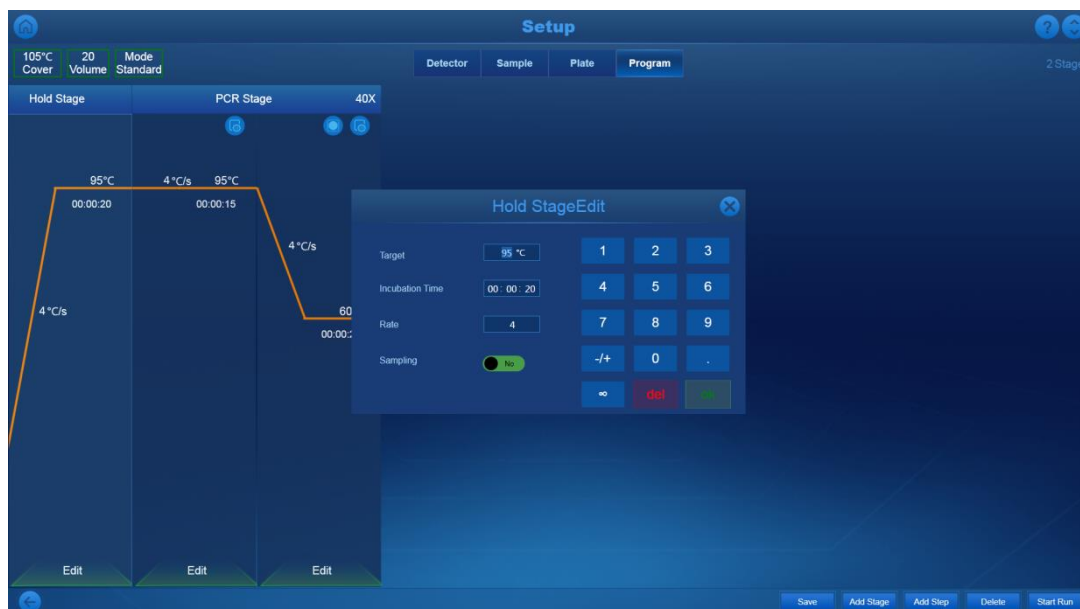 Setup
?
105°C
Cover
20
Volume
Mode
Standard
Detector
Sample
Plate
Program
2 Stage
Hold Stage
PCR Stage
40X
95°C
00:00:20
4°C/s
4°C/s
95°C
00:00:15
4°C/s
60
00:00:2
Hold StageEdit
Target
95 °C
Incubation Time
00: 00: 20
Rate
4
Sampling
No
1 2 3
4 5 6
7 8 9
-/+ 0 .
∞ del
Edit
Edit
Edit
Save
Add Stage
Add Step
Delete
Start Run